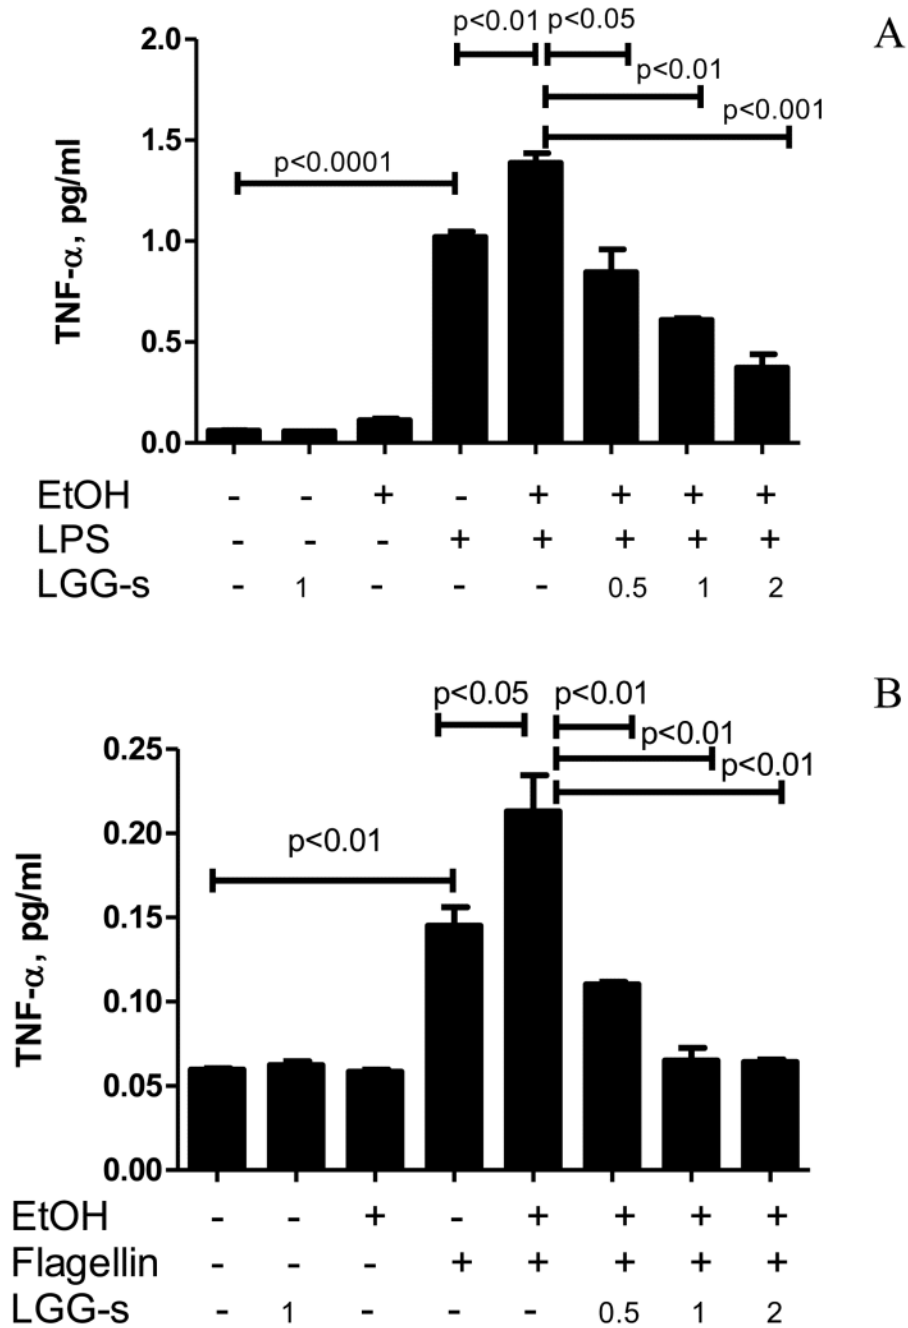 A
p<0.01 p<0.05
p<0.01
p<0.001
p<0.0001
TNF-α, pg/ml
2.0
1.5
1.0
0.5
0.0
EtOH - - + - + + + +
LPS - - - + + + + +
LGG-s - 1 - - - 0.5 1 2
B
p<0.05 p<0.01
p<0.01
p<0.01
p<0.01
TNF-α, pg/ml
0.25
0.20
0.15
0.10
0.05
0.00
EtOH - - + - + + + +
Flagellin - - - + + + + +
LGG-s - 1 - - - 0.5 1 2